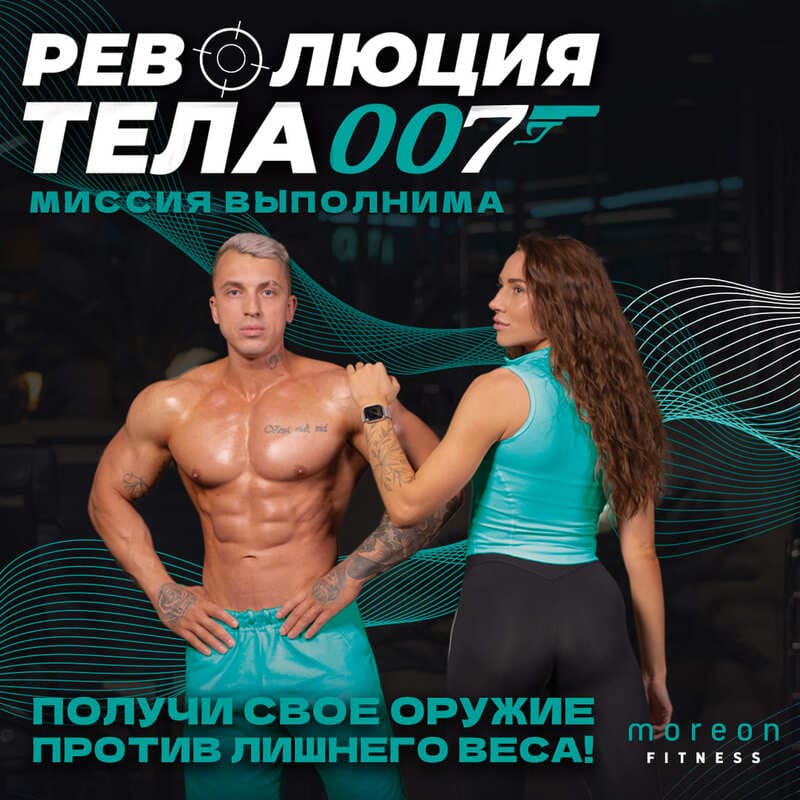 РЕВОЛЮЦИЯ
ТЕЛА 007
МИССИЯ ВЫПОЛНИМА
ПОЛУЧИ СВОЕ ОРУЖИЕ
ПРОТИВ ЛИШНЕГО ВЕСА!
moreon
FITNESS